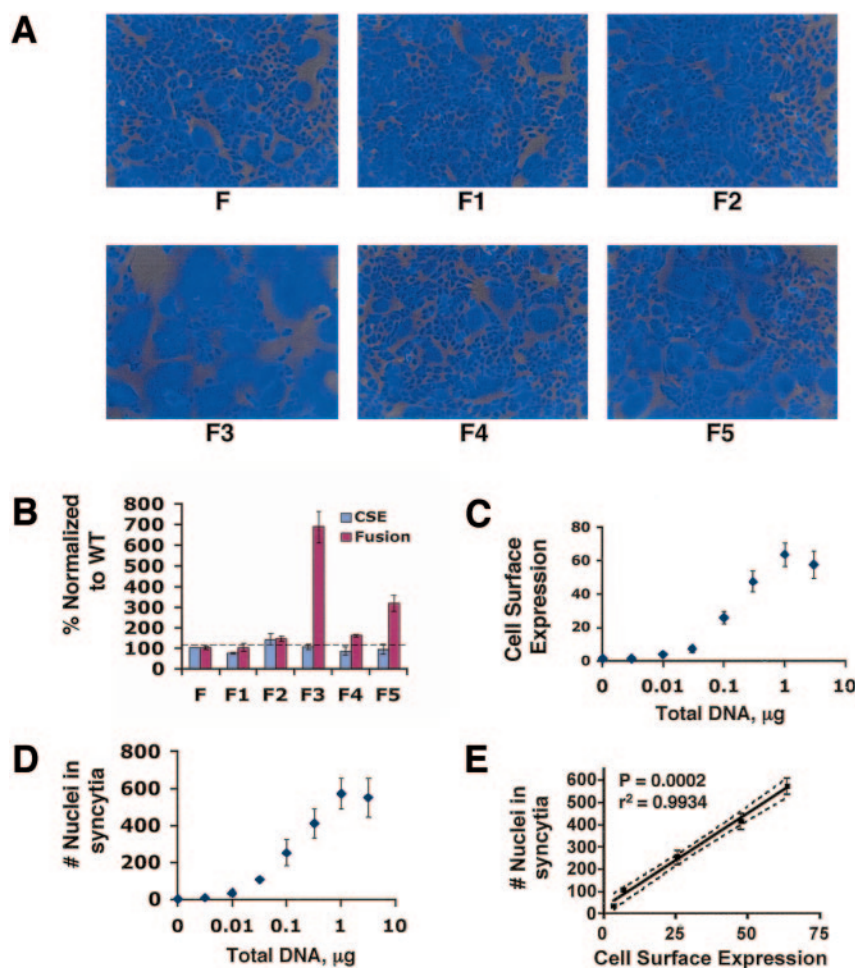 A
F
F1
F2
F3
F4
F5
B
% Normalized
to WT
800
700
600
500
400
300
200
100
0
CSE
Fusion
F F1 F2 F3 F4 F5
C
Cell Surface
Expression
80
60
40
20
0
0 0.01 0.1 1 10
Total DNA, µg
D
# Nuclei in
syncytia
800
600
400
200
0
0 0.01 0.1 1 10
Total DNA, µg
E
# Nuclei in
syncytia
600
500
400
300
200
100
0
P = 0.0002
r² = 0.9934
0 25 50 75
Cell Surface Expression